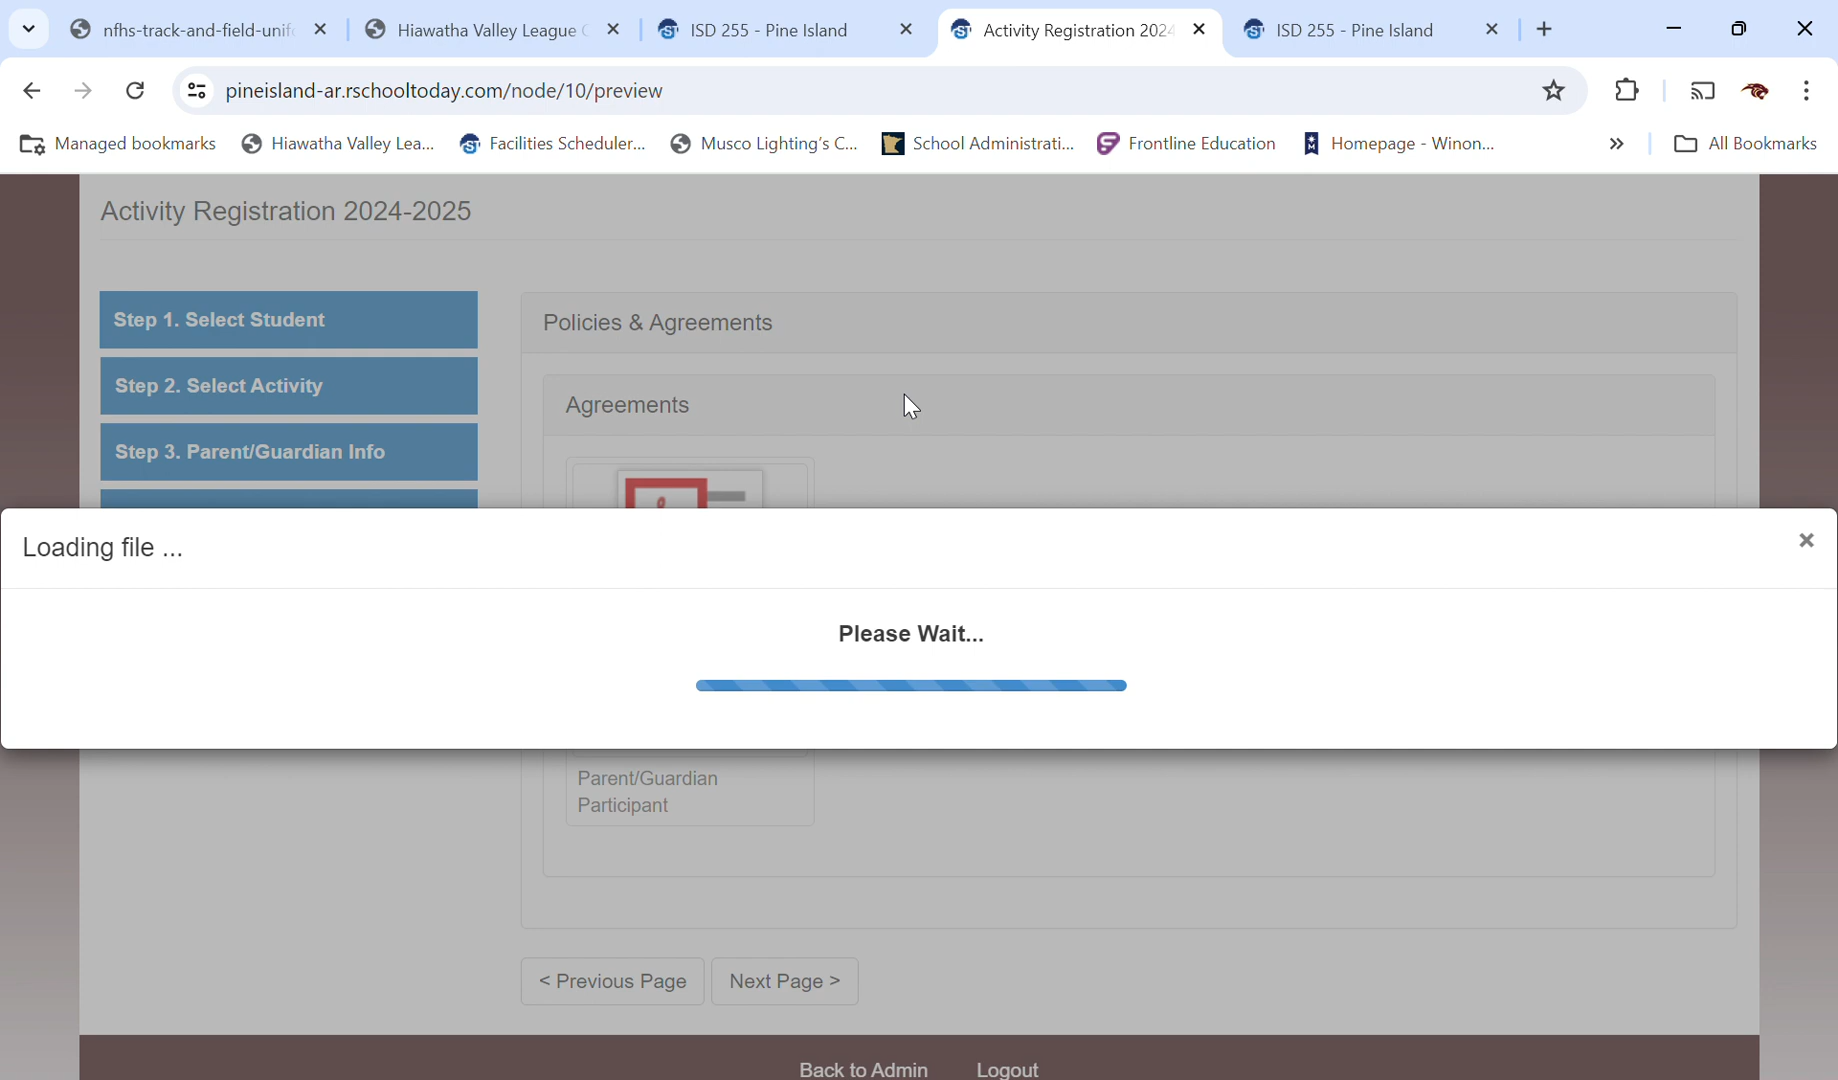 nfhs-track-and-field-unif
Hiawatha Valley League C
ISD 255 - Pine Island
Activity Registration 2024
ISD 255 - Pine Island
pineisland-ar.rschooltoday.com/node/10/preview
Managed bookmarks
Hiawatha Valley Lea...
Facilities Scheduler...
Musco Lighting's C...
School Administrati...
Frontline Education
Homepage - Winon...
All Bookmarks
Activity Registration 2024-2025
Step 1. Select Student
Step 2. Select Activity
Step 3. Parent/Guardian Info
Policies & Agreements
Agreements
Loading file ...
Please Wait...
Parent/Guardian
Participant
< Previous Page
Next Page >
Back to Admin
Logout